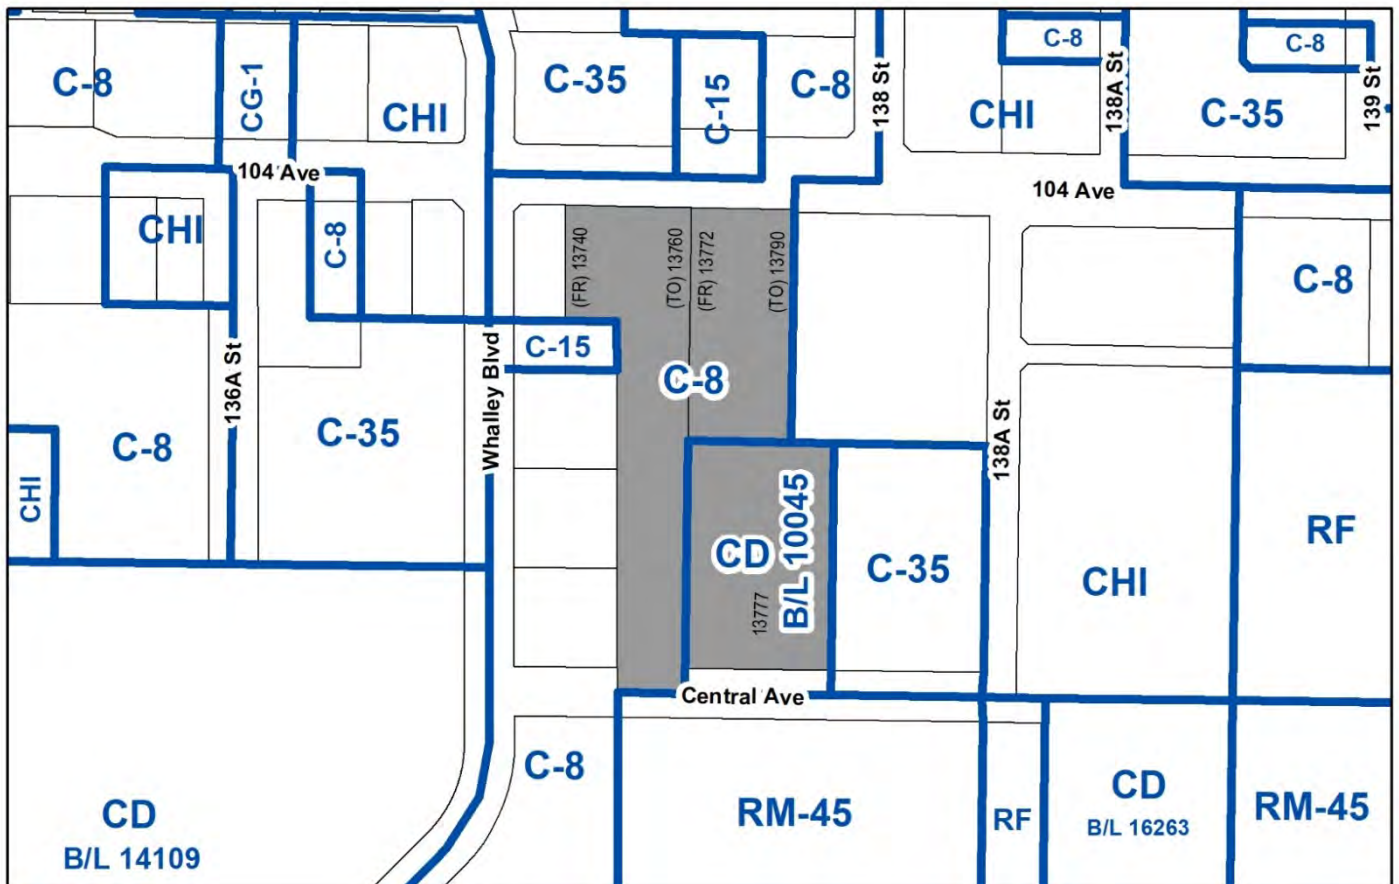 C-8
CG-1
CHI
C-35
C-15
C-8
138 St
CHI
C-8
138A St
C-35
C-8
139 St
104 Ave
104 Ave
CHI
C-8
(FR) 13740
(TO) 13760
(FR) 13772
(TO) 13790
C-8
136A St
Whalley Blvd
C-15
C-8
138A St
C-8
C-35
CHI
CD
B/L 10045
13777
C-35
CHI
RF
Central Ave
C-8
CD
B/L 14109
RM-45
RF
CD
B/L 16263
RM-45